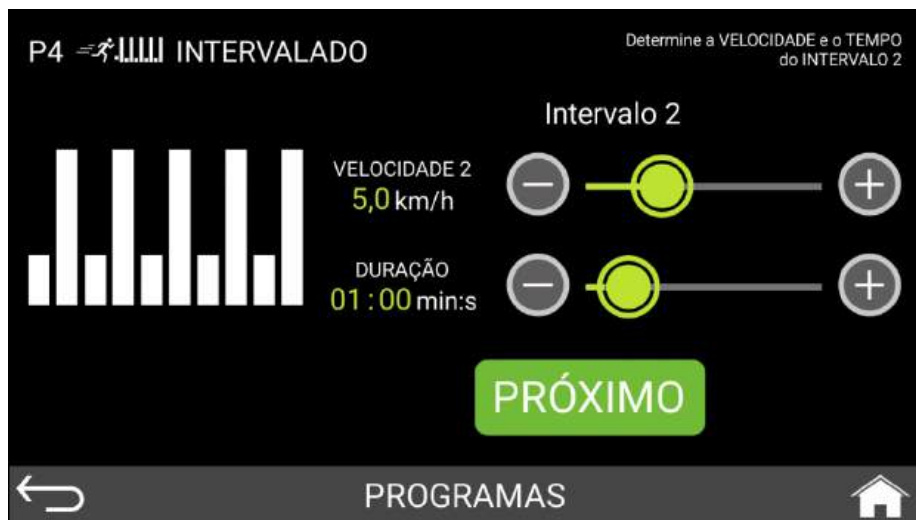 P4 INTERVALADO
Determine a VELOCIDADE e o TEMPO
do INTERVALO 2
Intervalo 2
VELOCIDADE 2
5,0 km/h
DURAÇÃO
01:00 min:s
PRÓXIMO
PROGRAMAS